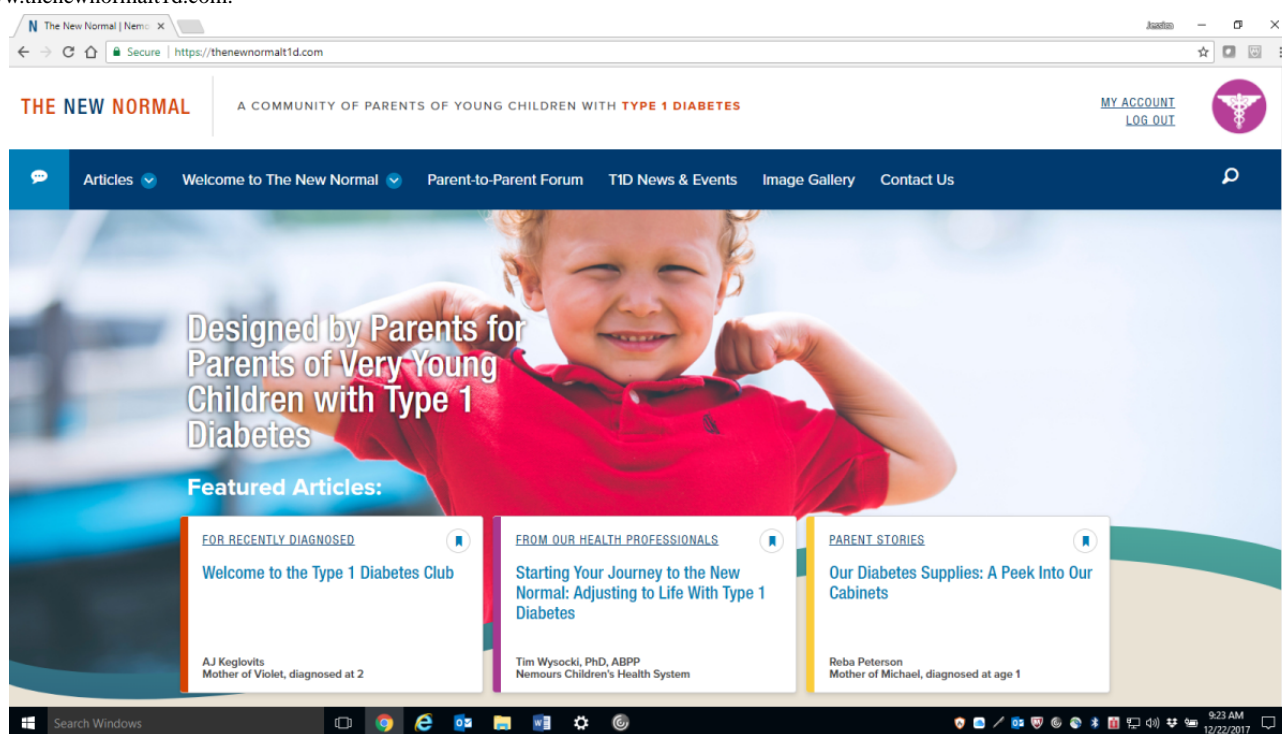 w.thenewnormalt1d.com.
The New Normal | Nemo
Secure | https://thenewnormalt1d.com
THE NEW NORMAL
A COMMUNITY OF PARENTS OF YOUNG CHILDREN WITH TYPE 1 DIABETES
MY ACCOUNT
LOG OUT
Articles
Welcome to The New Normal
Parent-to-Parent Forum
T1D News & Events
Image Gallery
Contact Us
Designed by Parents for
Parents of Very Young
Children with Type 1
Diabetes
Featured Articles:
FOR RECENTLY DIAGNOSED
Welcome to the Type 1 Diabetes Club
AJ Keglovits
Mother of Violet, diagnosed at 2
FROM OUR HEALTH PROFESSIONALS
Starting Your Journey to the New
Normal: Adjusting to Life With Type 1
Diabetes
Tim Wysocki, PhD, ABPP
Nemours Children's Health System
PARENT STORIES
Our Diabetes Supplies: A Peek Into Our
Cabinets
Reba Peterson
Mother of Michael, diagnosed at age 1
Search Windows
9:23 AM
12/22/2017